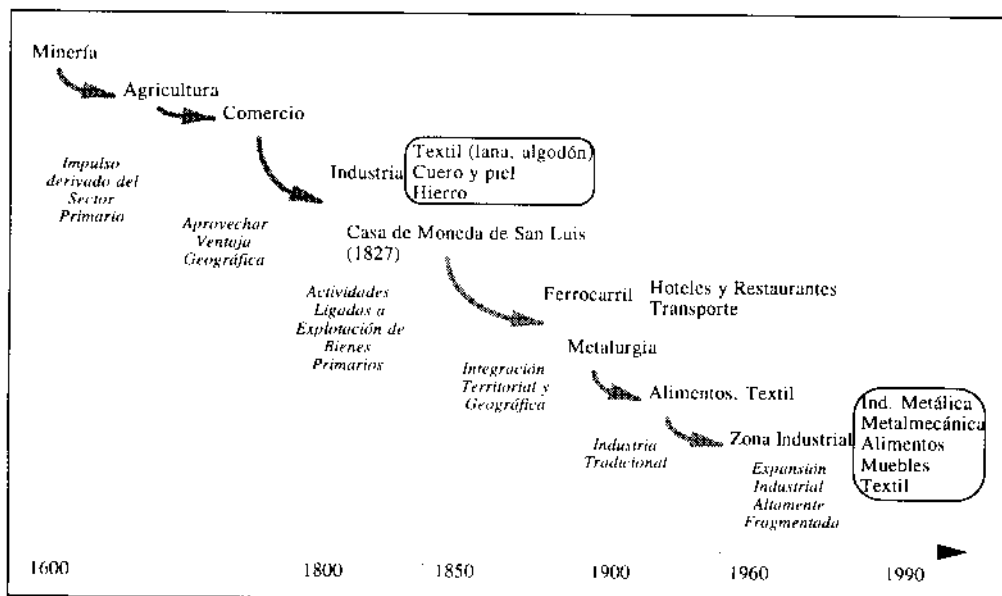 Minería
Agricultura
Comercio
Impulso
derivado del
Sector
Primario
Industria
Textil (lana, algodón)
Cuero y piel
Hierro
Aprovechar
Ventaja
Geográfica
Casa de Moneda de San Luis
(1827)
Actividades
Ligadas a
Explotación de
Bienes
Primarios
Ferrocarril
Hoteles y Restaurantes
Transporte
Metalurgia
Integración
Territorial y
Geográfica
Alimentos. Textil
Industria
Tradicional
Zona Industrial
Ind. Metálica
Metalmecánica
Alimentos
Muebles
Textil
Expansión
Industrial
Altamente
Fragmentada
1600
1800
1850
1900
1960
1990